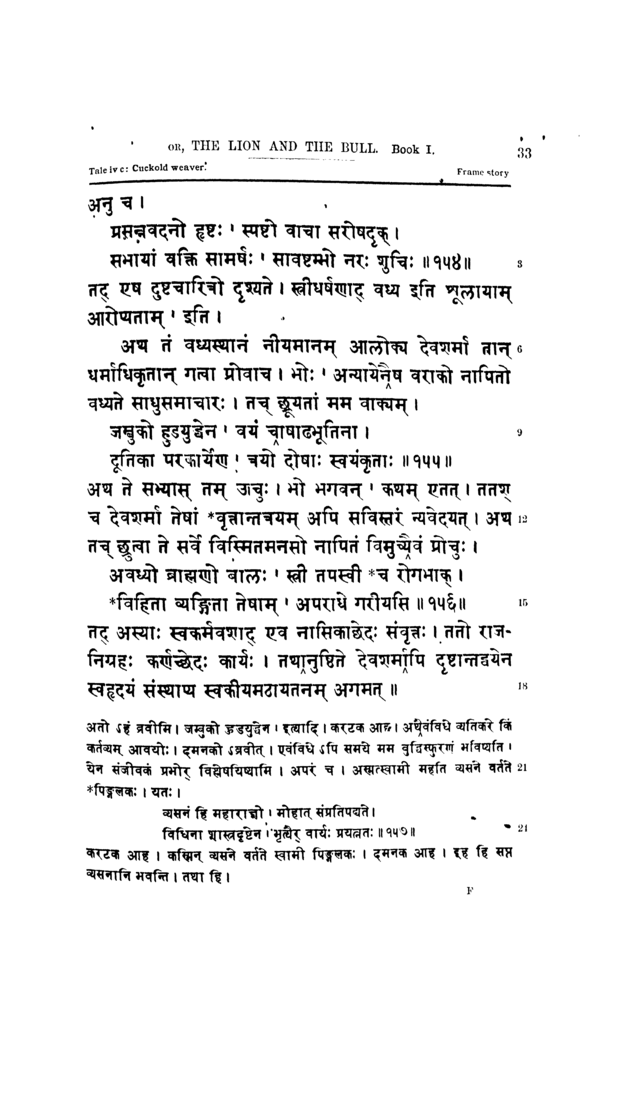 OR, THE LION AND THE BULL. Book I. 33
Tale iv c: Cuckold weaver. Frame story
अनु च ।
प्रसन्नवदनो हृष्टः ' स्पष्टो वाचा सरोषदृक् ।
सभायां वक्ति सामर्षः ' सावष्टम्भो नरः शुचिः ॥ १५४॥ 3
तद् एष दुष्टचारित्रो दृश्यते । स्त्रीधर्षणाद् वध्य इति शूलायाम्
आरोप्यताम् ' इति ।
अथ तं वध्यस्थानं नीयमानम् आलोक्य देवशर्मा तान् 6
धर्माधिकृतान् गत्वा प्रोवाच । भोः ' अन्यायेनैष वराको नापितो
वध्यते साधुसमाचारः । तच् छ्रूयतां मम वाक्यम् ।
जम्बुको हुडयुद्धेन ' वयं चाषाढभूतिना । 9
दूतिका परकार्येण ' त्रयो दोषाः स्वयंकृताः ॥ १५५॥
अथ ते सभ्यास् तम् ऊचुः । भो भगवन् ' कथम् एतत् । ततश्
च देवशर्मा तेषां *वृत्तान्तत्रयम् अपि सविस्तरं न्यवेदयत् । अथ 12
तच् छ्रुत्वा ते सर्वे विस्मितमनसो नापितं विमुच्यैवं प्रोचुः ।
अवध्यो ब्राह्मणो बालः ' स्त्री तपस्वी *च रोगभाक् ।
*विहिता व्यङ्गिता तेषाम् ' अपराधे गरीयसि ॥ १५६॥ 15
तद् अस्याः स्वकर्मवशाद् एव नासिकाछेदः संवृत्तः । ततो राज-
निग्रहः कर्णच्छेदः कार्यः । तथानुष्ठिते देवशर्मापि दृष्टान्तद्वयेन
स्वहृदयं संस्थाप्य स्वकीयमठायतनम् अगमत् ॥ 18
अतो ऽहं ब्रवीमि । जम्बुको हुडयुद्धेन ' इत्यादि । करटक आह । अथैवंविधे व्यतिकरे किं
कर्तव्यम् आवयोः । दमनको ऽब्रवीत् । एवंविधे ऽपि समये मम बुद्धिस्फुरणं भविष्यति ।
येन संजीवकं प्रभोर् विश्लेषयिष्यामि । अपरं च । अस्मत्स्वामी महति व्यसने वर्तते 21
*पिङ्गलकः । यतः ।
व्यसनं हि महाराज्ञो ' मोहात् संप्रतिपद्यते ।
विधिना शास्त्रदृष्टेन ' भृत्यैर् वार्यः प्रयत्नतः ॥ १५७॥ 24
करटक आह । कस्मिन् व्यसने वर्तते स्वामी पिङ्गलकः । दमनक आह । इह हि सप्त
व्यसनानि भवन्ति । तथा हि ।
F